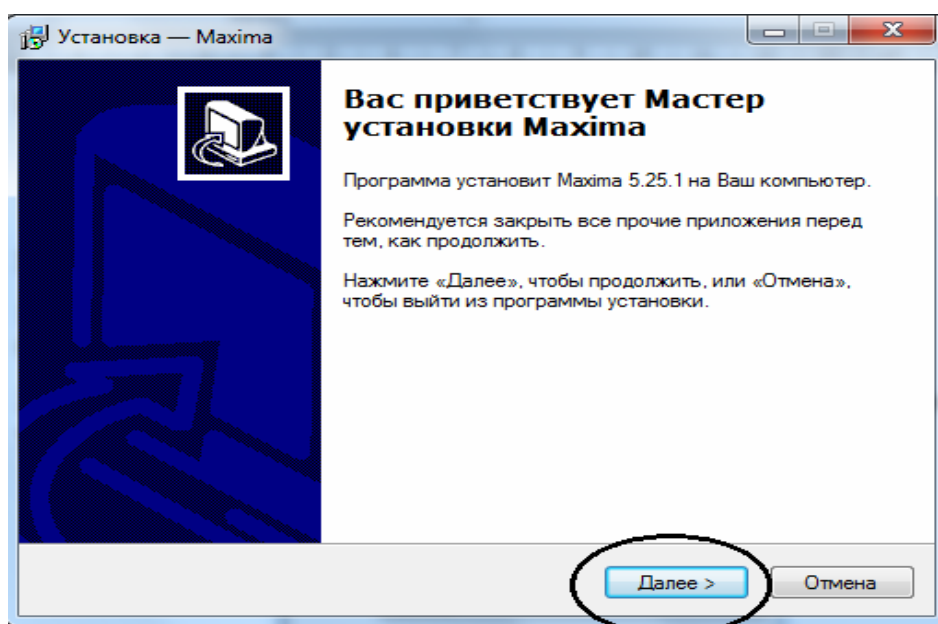 Установка — Maxima
Вас приветствует Мастер
установки Maxima
Программа установит Maxima 5.25.1 на Ваш компьютер.
Рекомендуется закрыть все прочие приложения перед
тем, как продолжить.
Нажмите «Далее», чтобы продолжить, или «Отмена»,
чтобы выйти из программы установки.
Далее >
Отмена